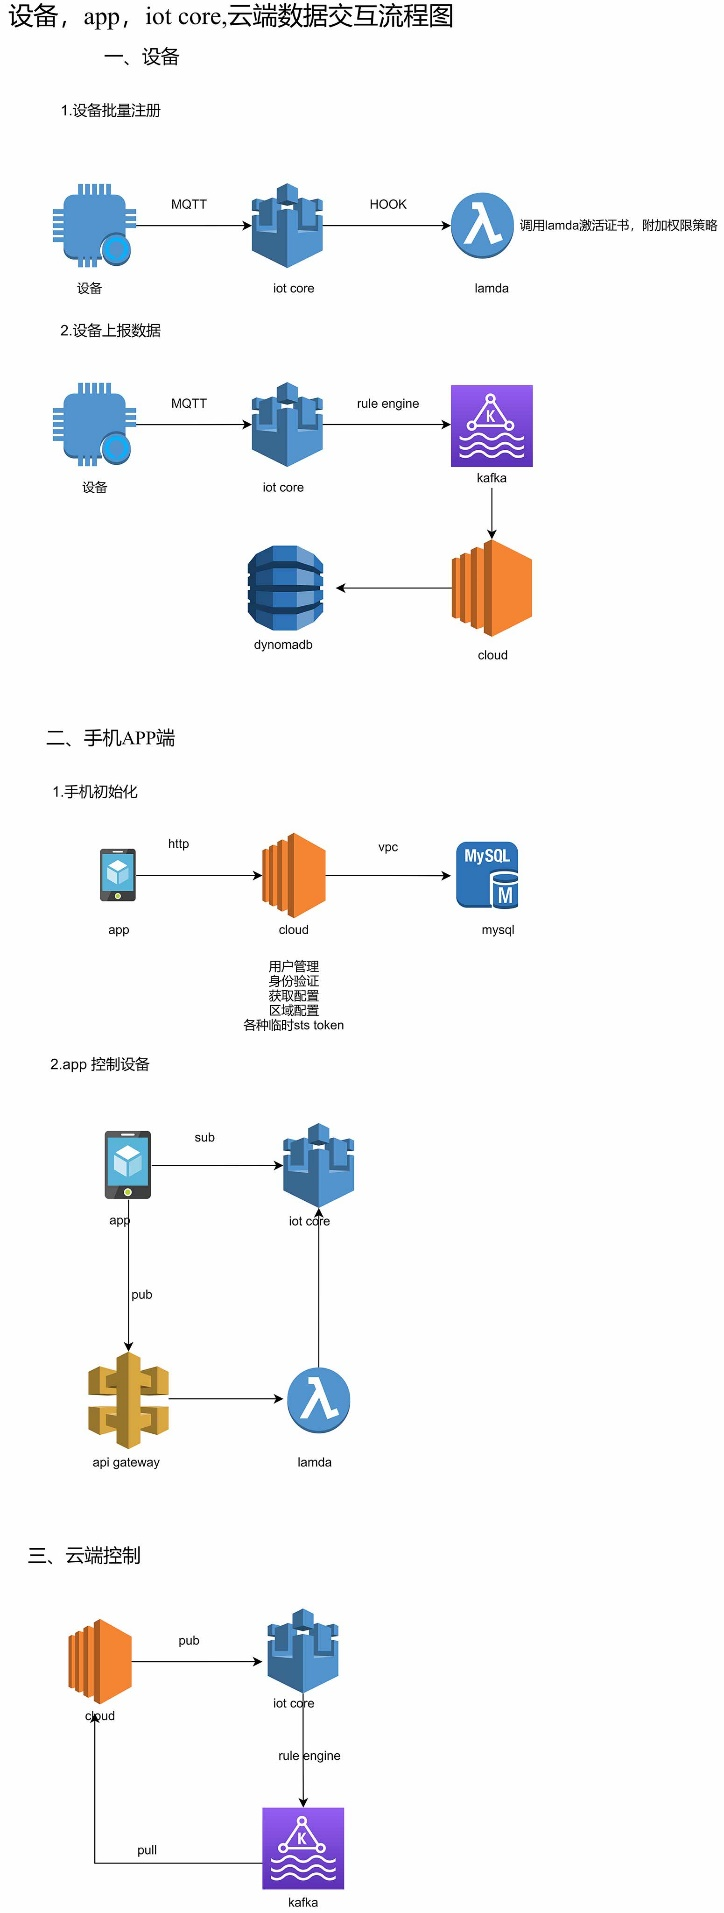 设备，app，iot core,云端数据交互流程图
一、设备
1.设备批量注册
MQTT
HOOK
调用lamda激活证书，附加权限策略
设备
iot core
lamda
2.设备上报数据
MQTT
rule engine
K
设备
iot core
kafka
dynomadb
cloud
二、手机APP端
1.手机初始化
http
vpc
MySQL
M
app
cloud
mysql
用户管理
身份验证
获取配置
区域配置
各种临时sts token
2.app 控制设备
sub
app
iot core
pub
api gateway
lamda
三、云端控制
pub
cloud
iot core
rule engine
K
pull
kafka